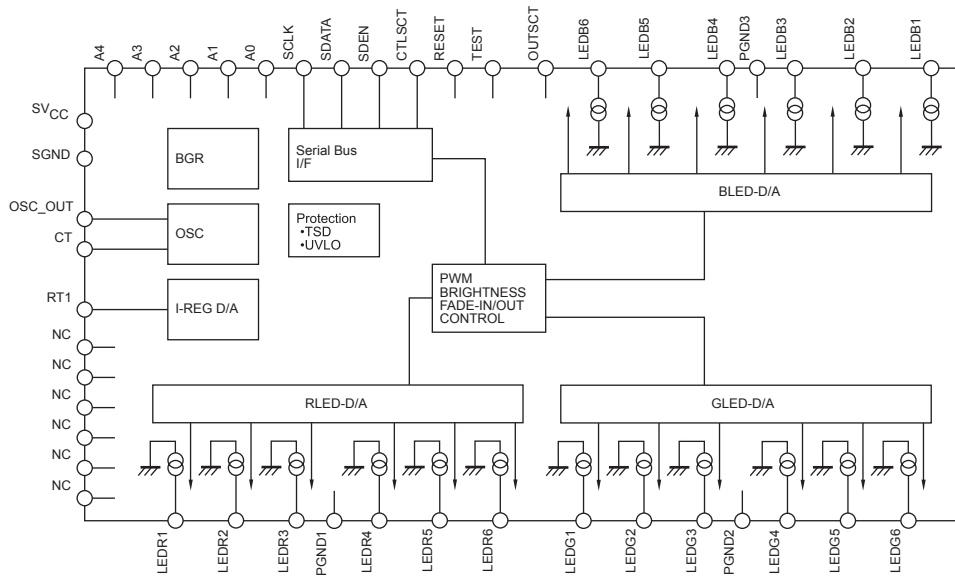 A4
A3
A2
A1
A0
SCLK
SDATA
SDEN
CTLSCT
RESET
TEST
OUTSCT
LEDB6
LEDB5
LEDB4
PGND3
LEDB3
LEDB2
LEDB1
SVCC
SGND
OSC_OUT
CT
RT1
NC
NC
NC
NC
NC
NC
BGR
Serial Bus
I/F
OSC
Protection
•TSD
•UVLO
I-REG D/A
BLED-D/A
PWM
BRIGHTNESS
FADE-IN/OUT
CONTROL
RLED-D/A
GLED-D/A
LEDR1
LEDR2
LEDR3
PGND1
LEDR4
LEDR5
LEDR6
LEDG1
LEDG2
LEDG3
PGND2
LEDG4
LEDG5
LEDG6